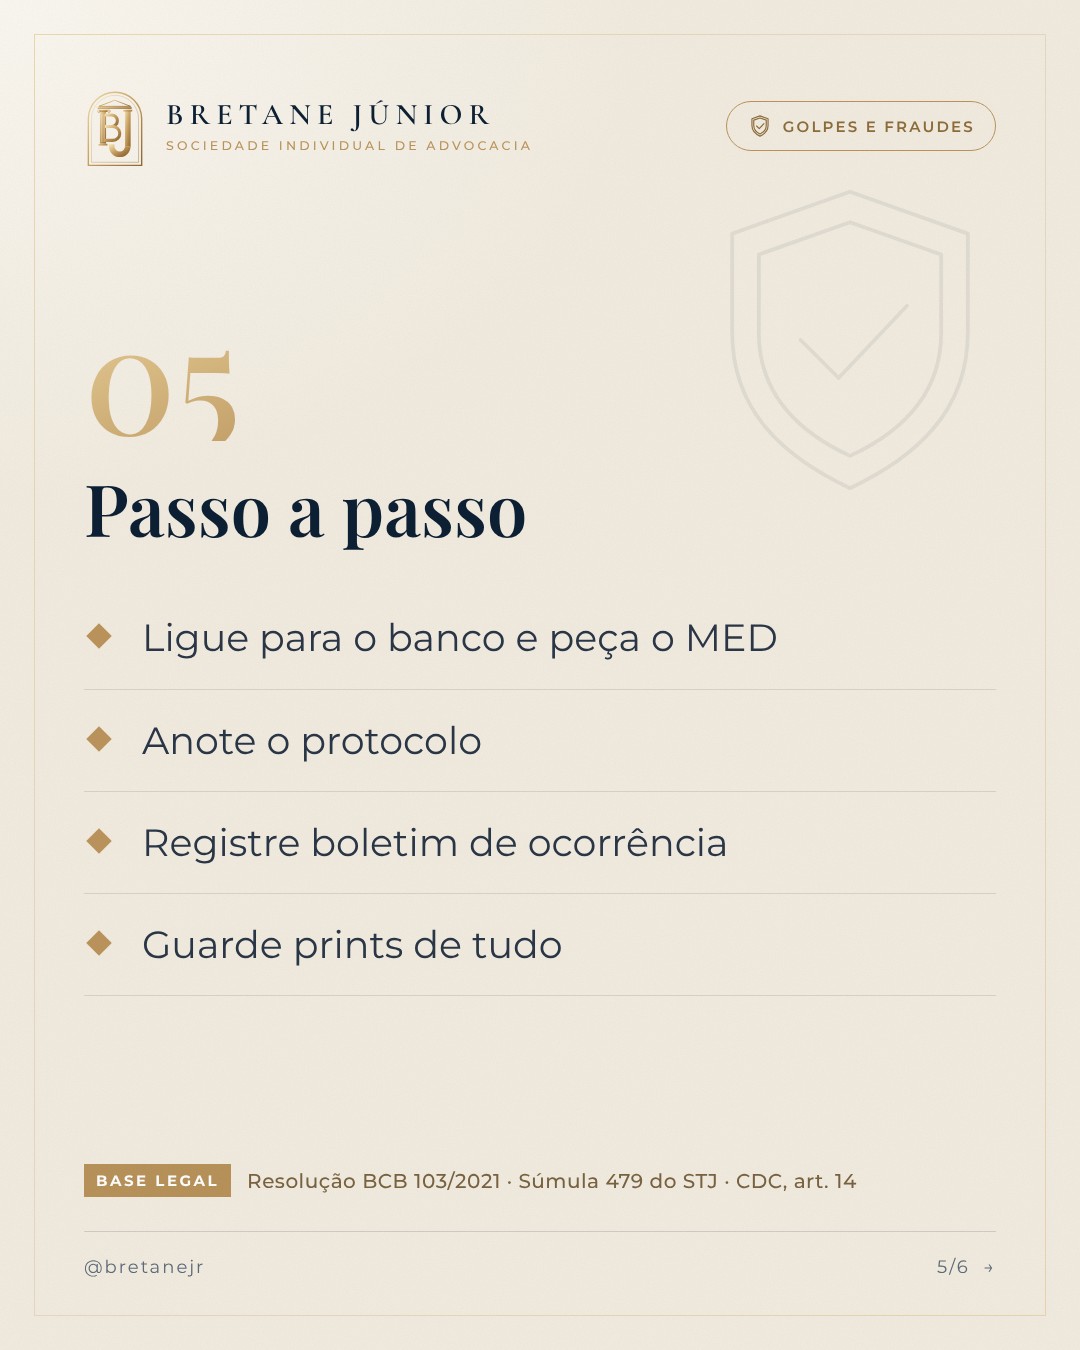 BJ
BRETANE JÚNIOR
SOCIEDADE INDIVIDUAL DE ADVOCACIA
GOLPES E FRAUDES
05
Passo a passo
Ligue para o banco e peça o MED
Anote o protocolo
Registre boletim de ocorrência
Guarde prints de tudo
BASE LEGAL Resolução BCB 103/2021 · Súmula 479 do STJ · CDC, art. 14
@bretanejr
5/6 →